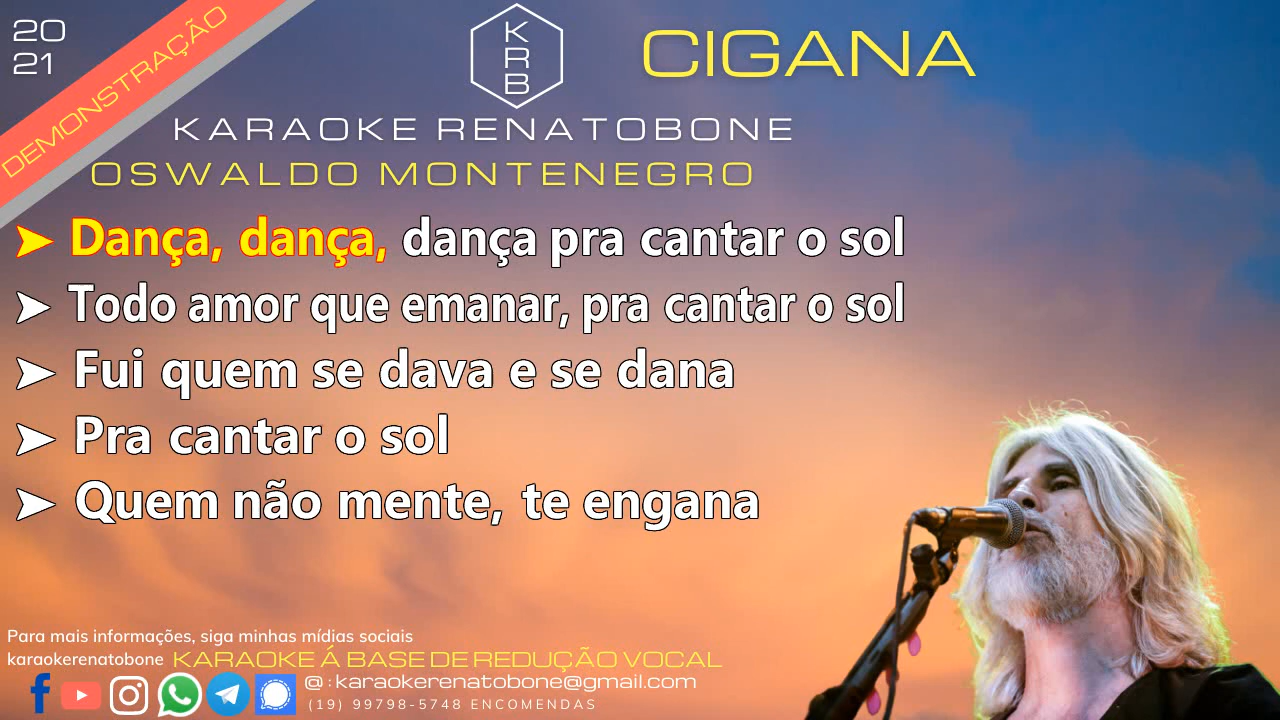 20
21
DEMONSTRAÇÃO
K
R
B
CIGANA
KARAOKE RENATOBONE
OSWALDO MONTENEGRO
➤ Dança, dança, dança pra cantar o sol
➤ Todo amor que emanar, pra cantar o sol
➤ Fui quem se dava e se dana
➤ Pra cantar o sol
➤ Quem não mente, te engana
Para mais informações, siga minhas mídias sociais
karaokerenatobone KARAOKE Á BASE DE REDUÇÃO VOCAL
@:karaokerenatobone@gmail.com
(19) 99798-5748 ENCOMENDAS